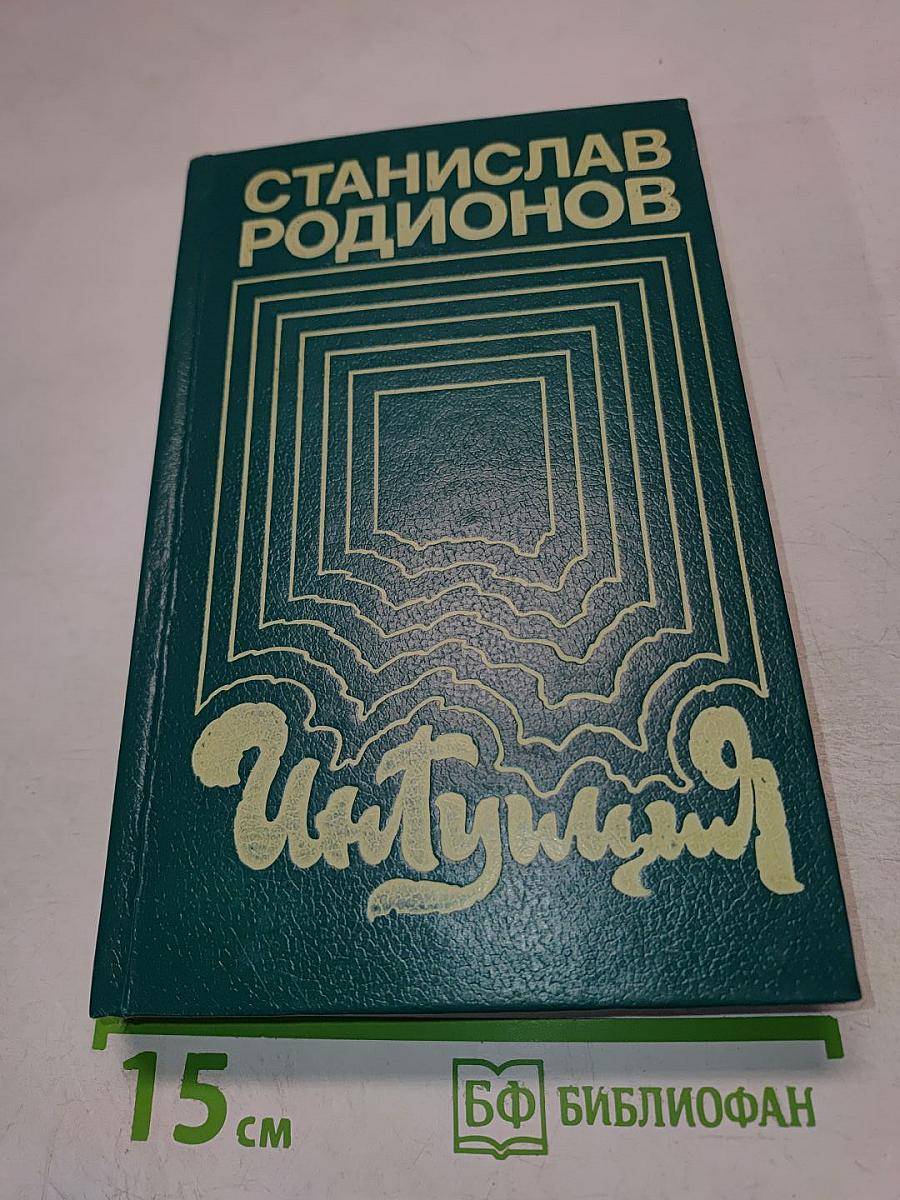 СТАНИСЛАВ
РОДИОНОВ
Интуиция
15 см
БФ БИБЛИОФАН